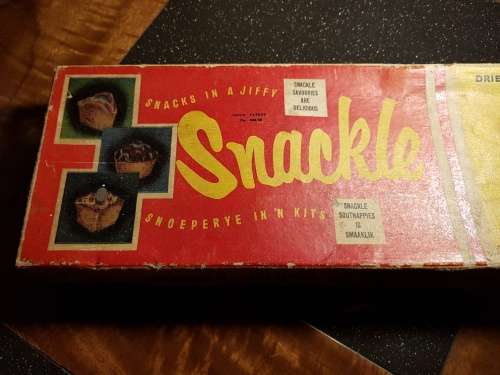 SNACKS IN A JIFFY
SNACKLE
SAVOURIES
ARE
DELICIOUS
Snackle
SNOEPERYE IN 'N KITS
SNACKLE
SOUTHAPPIES
IS
SMAAKLIK
DRIE